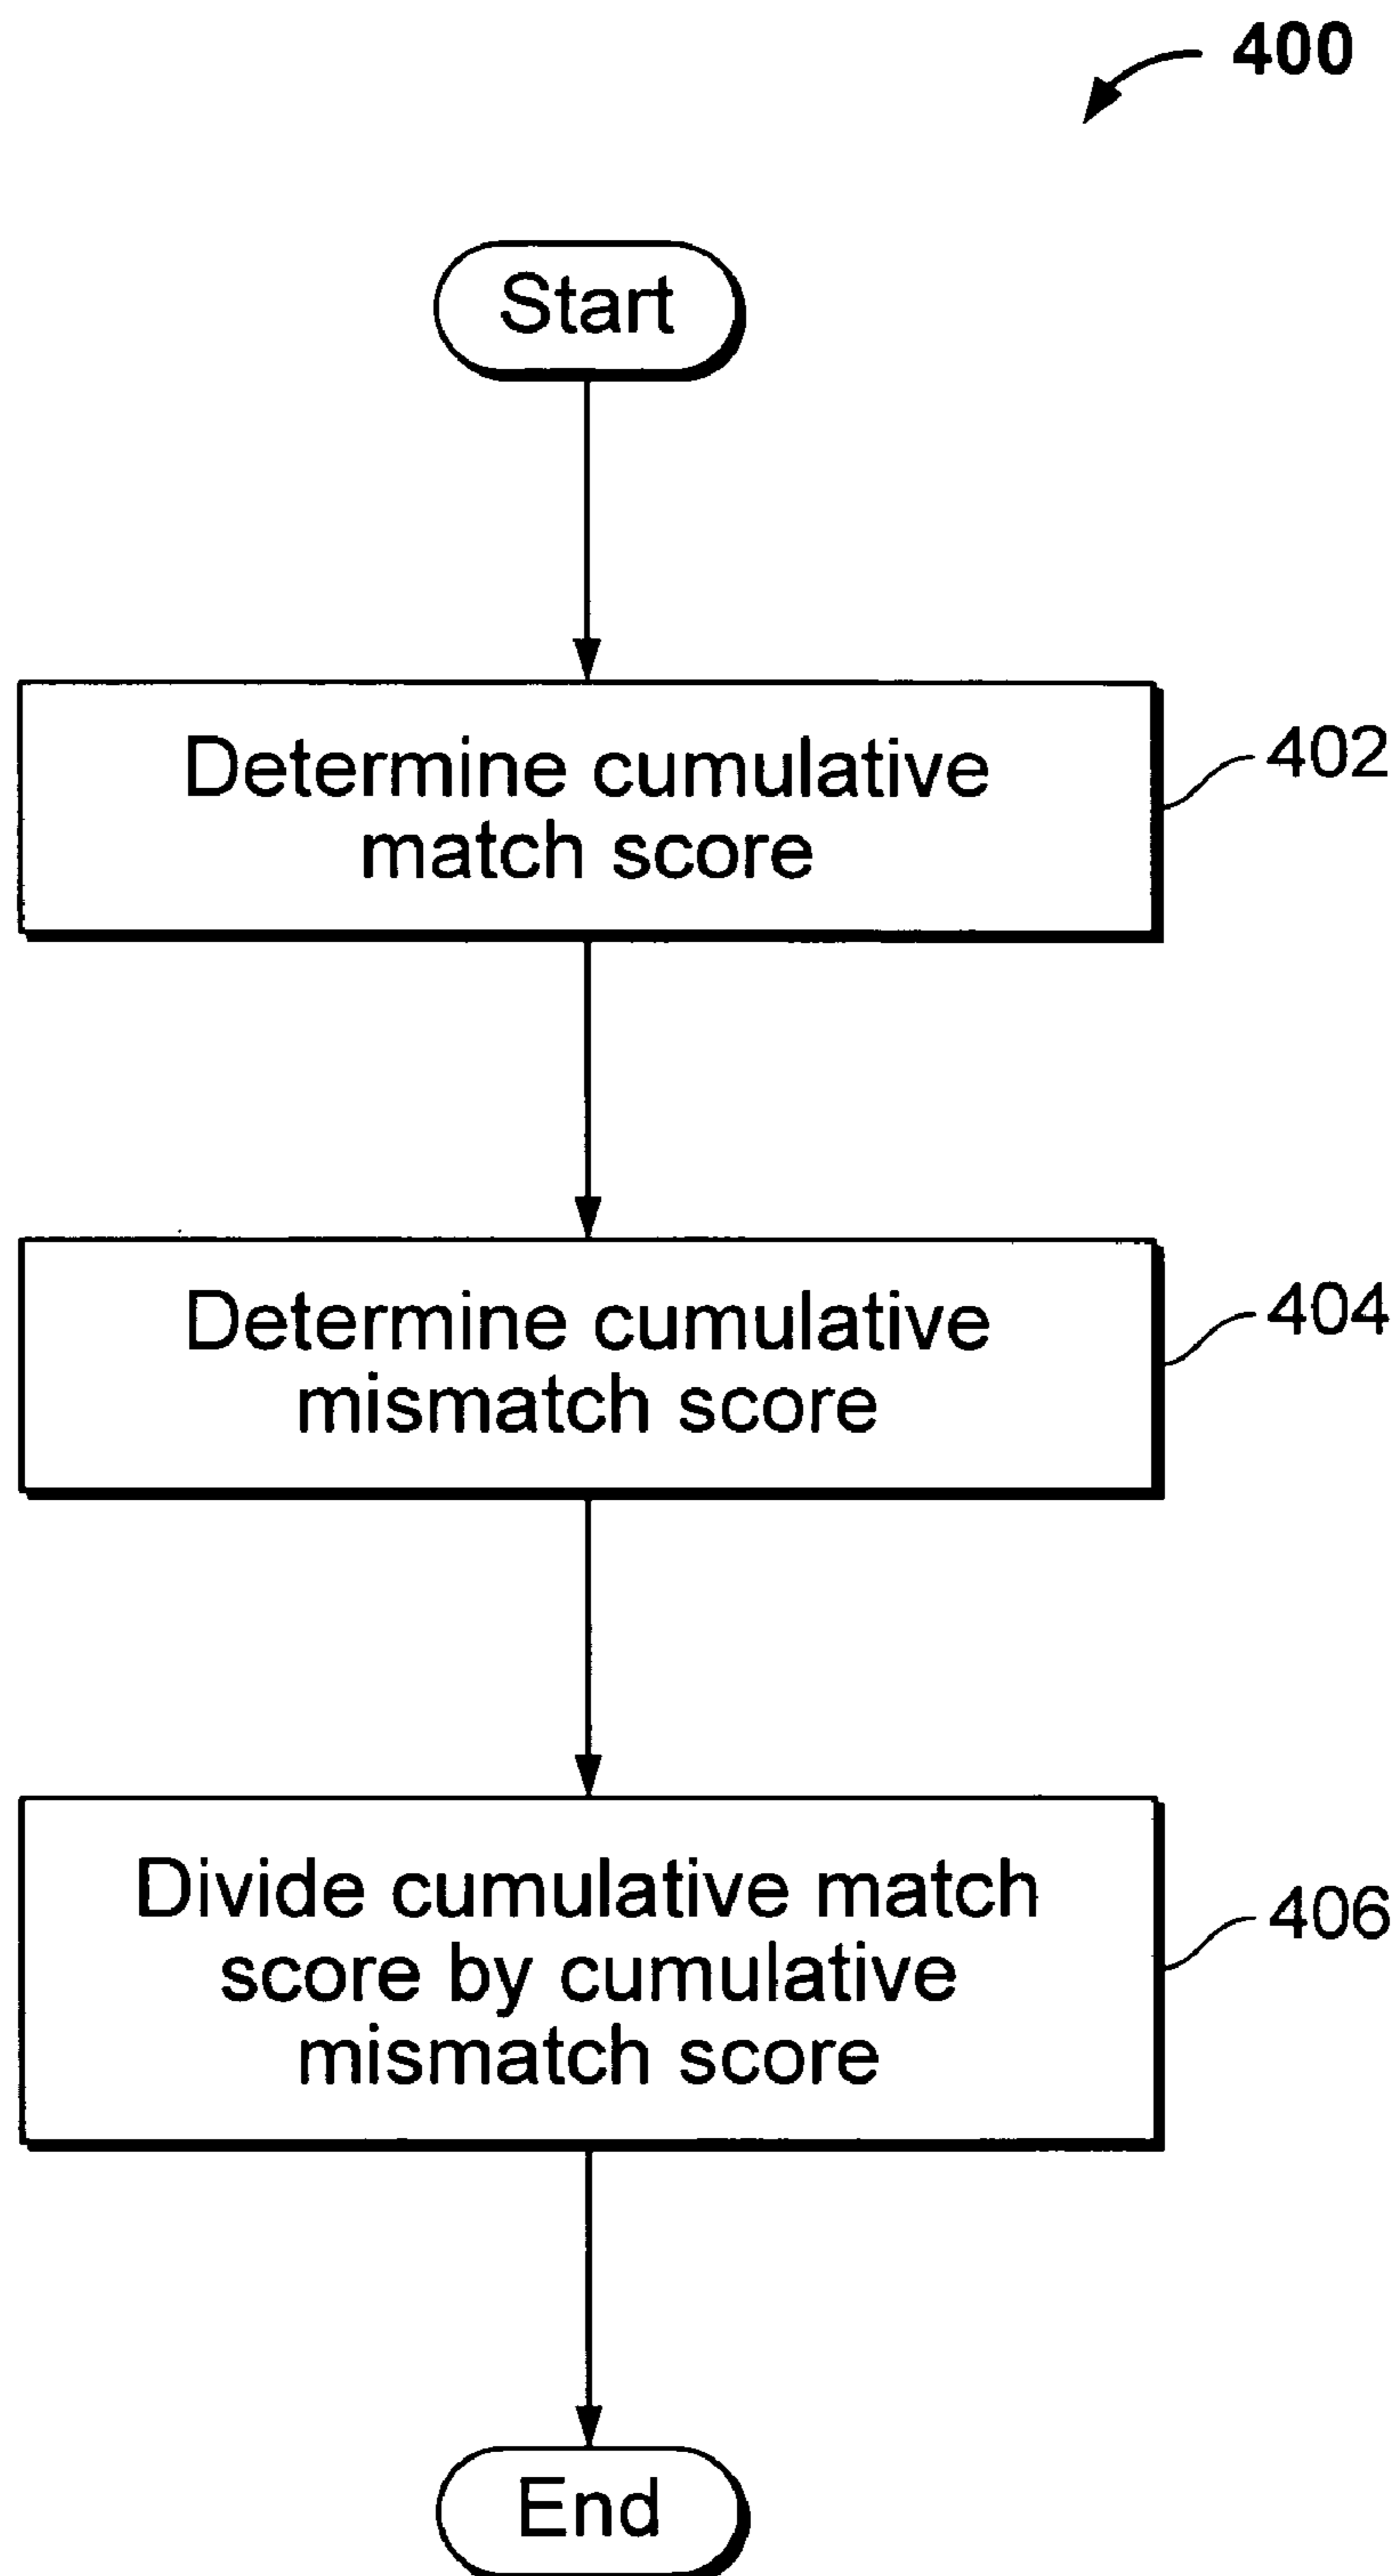 400
Start
Determine cumulative
match score
402
Determine cumulative
mismatch score
404
Divide cumulative match
score by cumulative
mismatch score
406
End